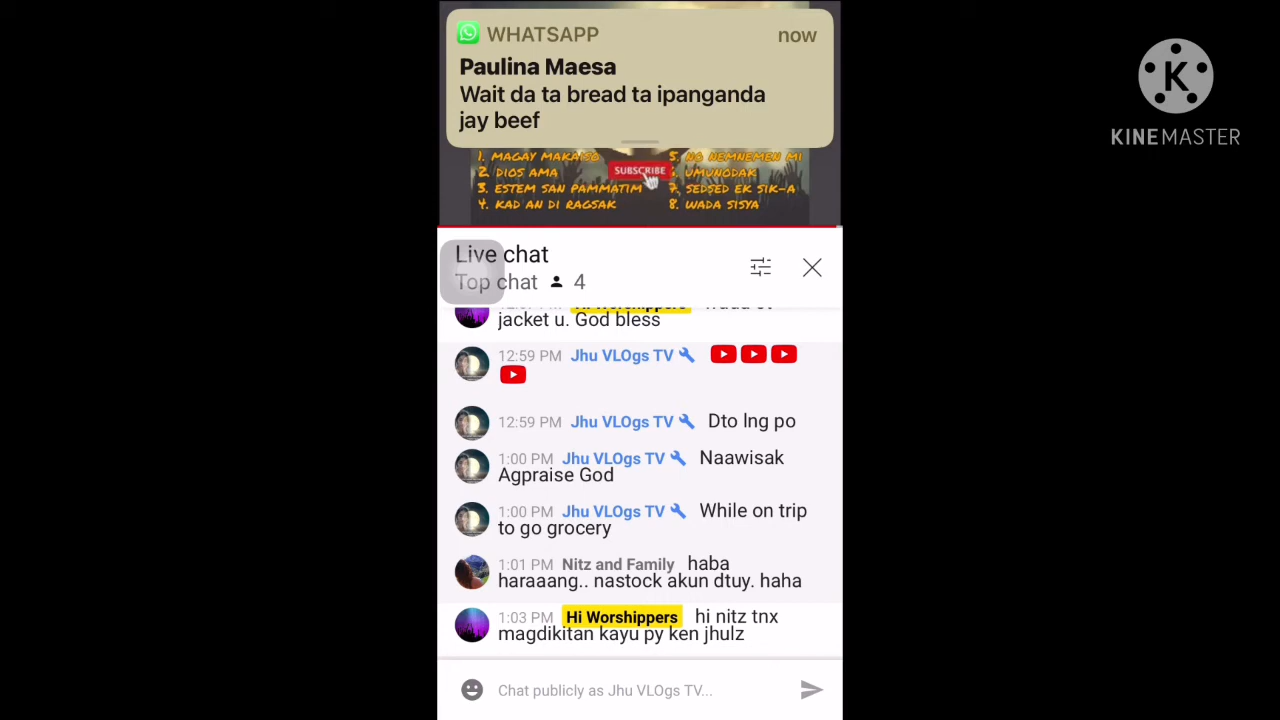 WHATSAPP now
Paulina Maesa
Wait da ta bread ta ipanganda
jay beef
KINEMASTER
1. MAGAY MAKAISO 5. NO NEMNEMEN MI
2. DIOS AMA SUBSCRIBE UMUNODAK
3. ESTEM SAN PAMMATIM 7. SEDSED EK SIK-A
4. KAD AN DI RAGSAK 8. WADA SISYA
Live chat
Top chat 4
Hi Worshippers
jacket u. God bless
12:59 PM Jhu VLOgs TV
12:59 PM Jhu VLOgs TV Dto lng po
1:00 PM Jhu VLOgs TV Naawisak
Agpraise God
1:00 PM Jhu VLOgs TV While on trip
to go grocery
1:01 PM Nitz and Family haba
haraaang.. nastock akun dtuy. haha
1:03 PM Hi Worshippers hi nitz tnx
magdikitan kayu py ken jhulz
Chat publicly as Jhu VLOgs TV...